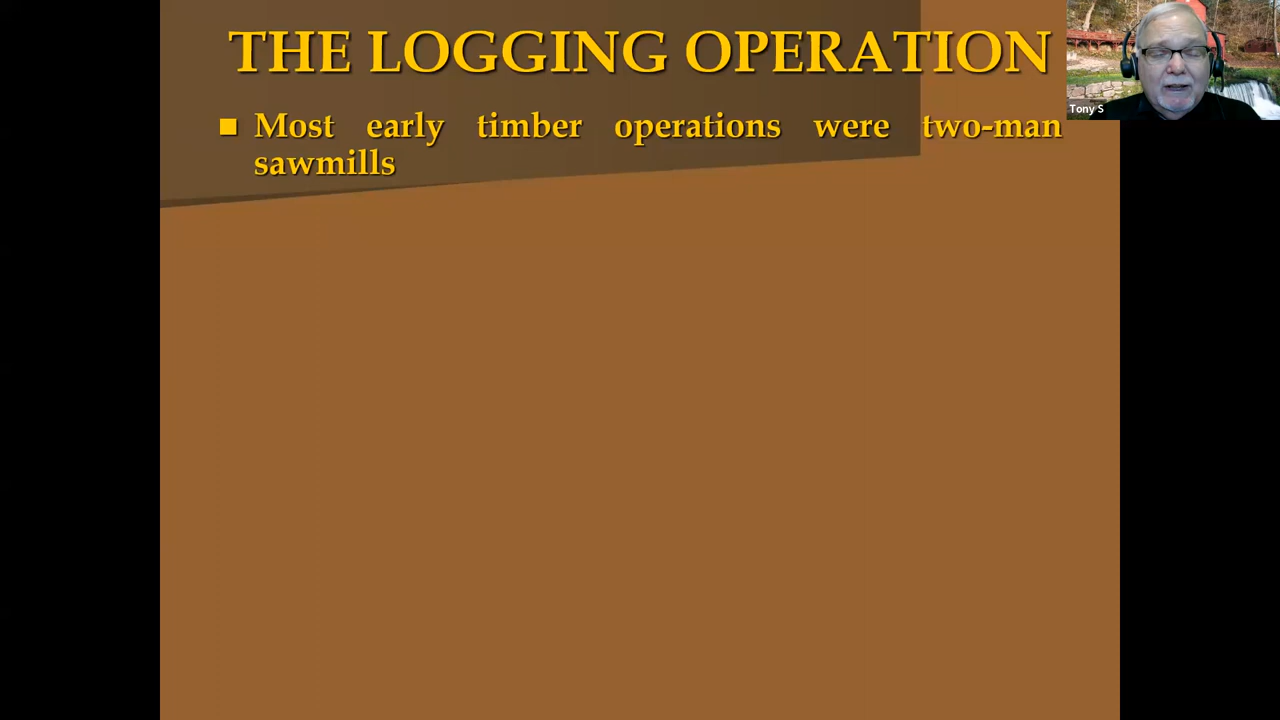 THE LOGGING OPERATION
■ Most early timber operations were two-man
sawmills
Tony S